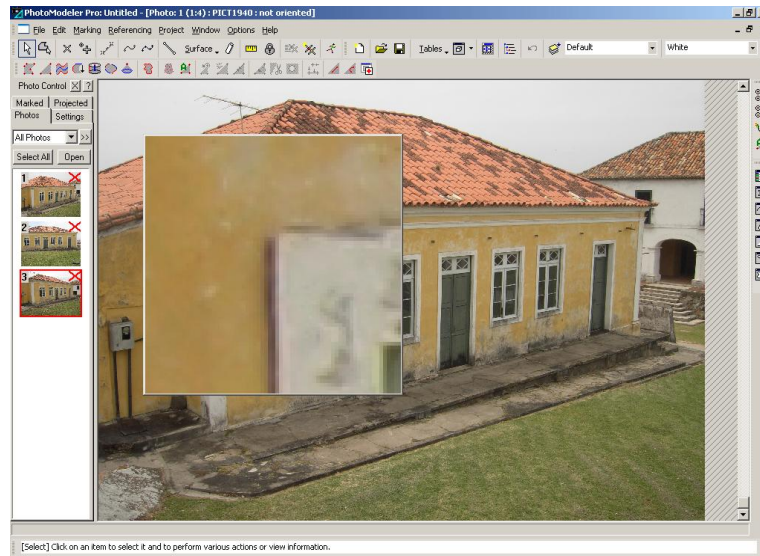 PhotoModeler Pro: Untitled - [Photo: 1 (1:4) : PICT1940 : not oriented]
File Edit Marking Referencing Project Window Options Help
Surface Tables Default White
Photo Control
Marked Projected
Photos Settings
All Photos >>
Select All Open
1
2
3
[Select] Click on an item to select it and to perform various actions or view information.